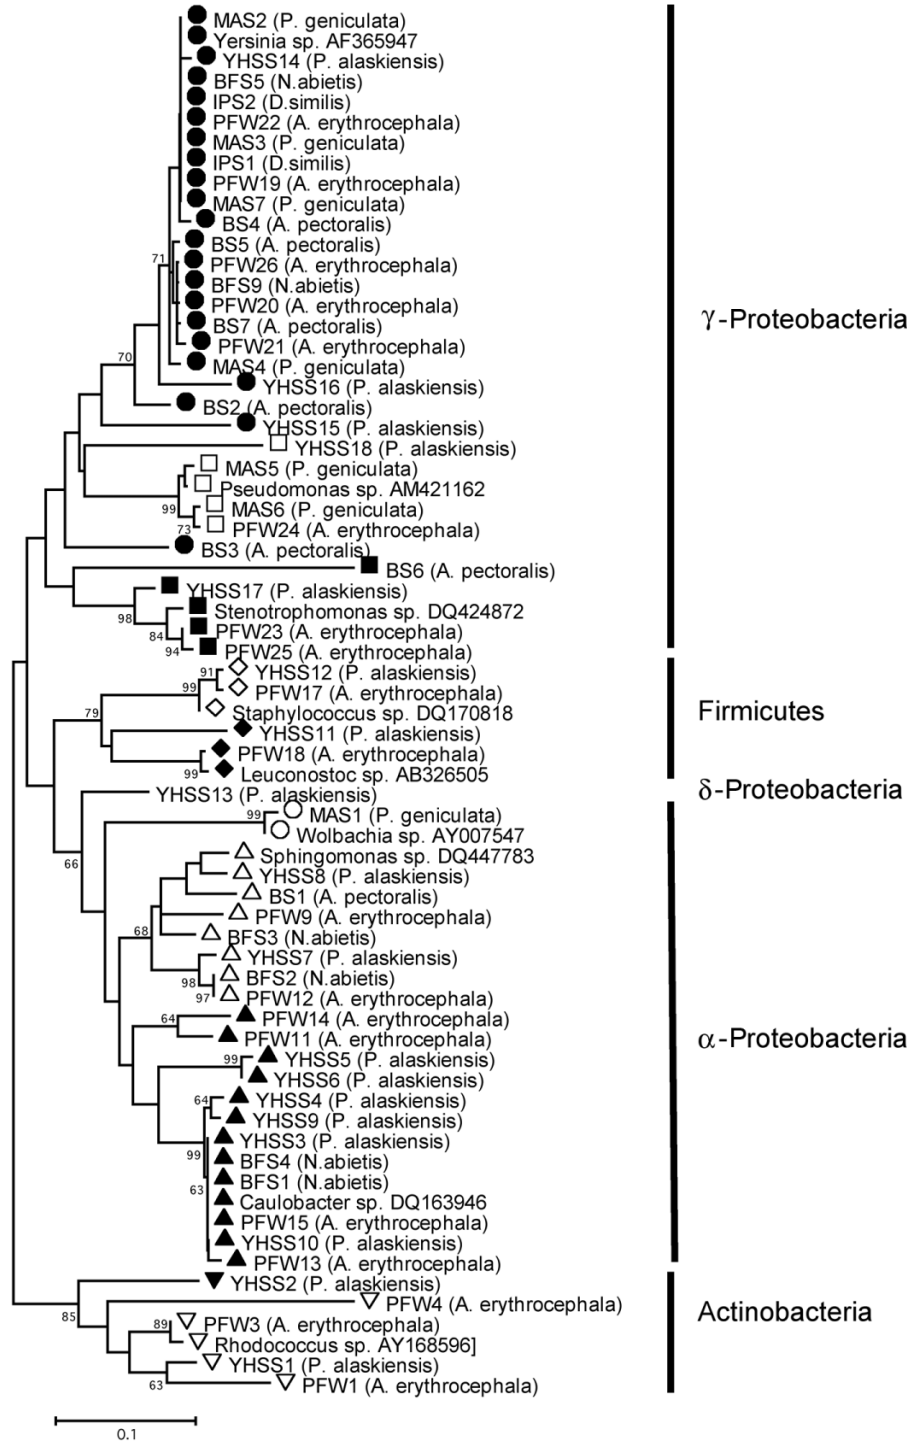 MAS2 (P. geniculata)
Yersinia sp. AF365947
YHSS14 (P. alaskiensis)
BFS5 (N.abietis)
IPS2 (D.similis)
PFW22 (A. erythrocephala)
MAS3 (P. geniculata)
IPS1 (D.similis)
PFW19 (A. erythrocephala)
MAS7 (P. geniculata)
BS4 (A. pectoralis)
BS5 (A. pectoralis)
71
PFW26 (A. erythrocephala)
BFS9 (N.abietis)
PFW20 (A. erythrocephala)
BS7 (A. pectoralis)
γ-Proteobacteria
PFW21 (A. erythrocephala)
70
MAS4 (P. geniculata)
YHSS16 (P. alaskiensis)
BS2 (A. pectoralis)
YHSS15 (P. alaskiensis)
YHSS18 (P. alaskiensis)
MAS5 (P. geniculata)
Pseudomonas sp. AM421162
99
MAS6 (P. geniculata)
73
PFW24 (A. erythrocephala)
BS3 (A. pectoralis)
BS6 (A. pectoralis)
YHSS17 (P. alaskiensis)
98
Stenotrophomonas sp. DQ424872
84
PFW23 (A. erythrocephala)
94
PFW25 (A. erythrocephala)
91
YHSS12 (P. alaskiensis)
99
PFW17 (A. erythrocephala)
79
Staphylococcus sp. DQ170818
Firmicutes
YHSS11 (P. alaskiensis)
PFW18 (A. erythrocephala)
99
Leuconostoc sp. AB326505
YHSS13 (P. alaskiensis)
δ-Proteobacteria
99
MAS1 (P. geniculata)
Wolbachia sp. AY007547
66
Sphingomonas sp. DQ447783
YHSS8 (P. alaskiensis)
BS1 (A. pectoralis)
PFW9 (A. erythrocephala)
68
BFS3 (N.abietis)
YHSS7 (P. alaskiensis)
98
BFS2 (N.abietis)
97
PFW12 (A. erythrocephala)
64
PFW14 (A. erythrocephala)
PFW11 (A. erythrocephala)
α-Proteobacteria
99
YHSS5 (P. alaskiensis)
YHSS6 (P. alaskiensis)
64
YHSS4 (P. alaskiensis)
YHSS9 (P. alaskiensis)
YHSS3 (P. alaskiensis)
99
BFS4 (N.abietis)
BFS1 (N.abietis)
63
Caulobacter sp. DQ163946
PFW15 (A. erythrocephala)
YHSS10 (P. alaskiensis)
PFW13 (A. erythrocephala)
YHSS2 (P. alaskiensis)
85
PFW4 (A. erythrocephala)
Actinobacteria
89
PFW3 (A. erythrocephala)
Rhodococcus sp. AY168596]
YHSS1 (P. alaskiensis)
63
PFW1 (A. erythrocephala)
0.1